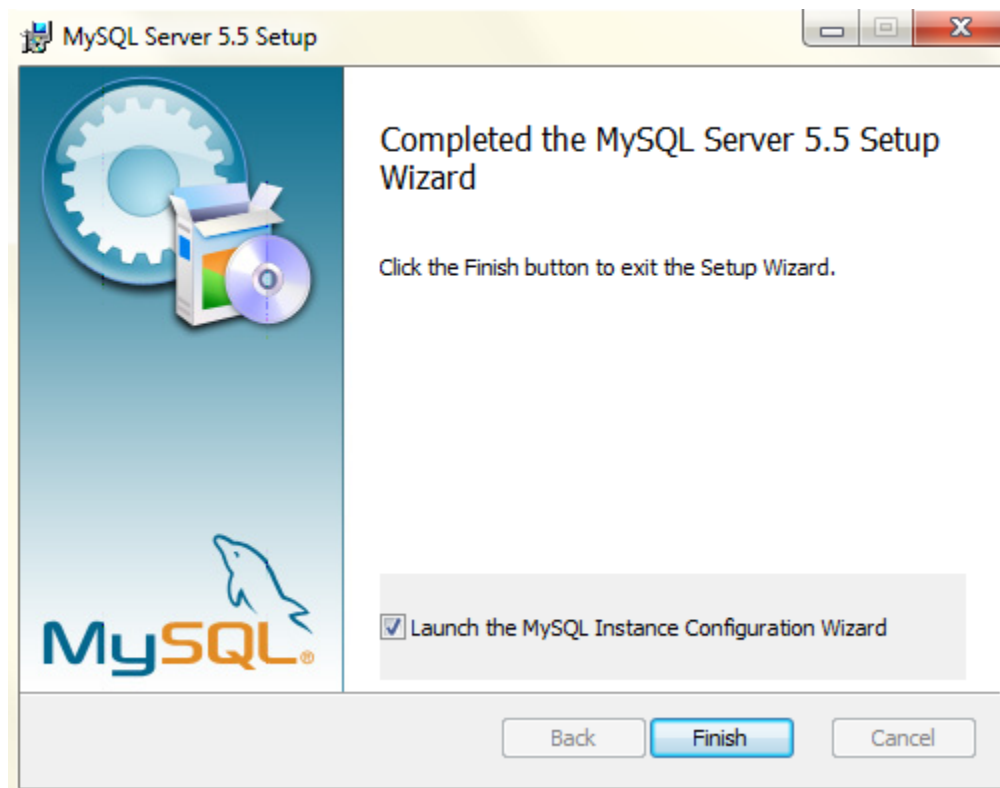 MySQL Server 5.5 Setup
Completed the MySQL Server 5.5 Setup
Wizard
Click the Finish button to exit the Setup Wizard.
Launch the MySQL Instance Configuration Wizard
MySQL®
Back
Finish
Cancel